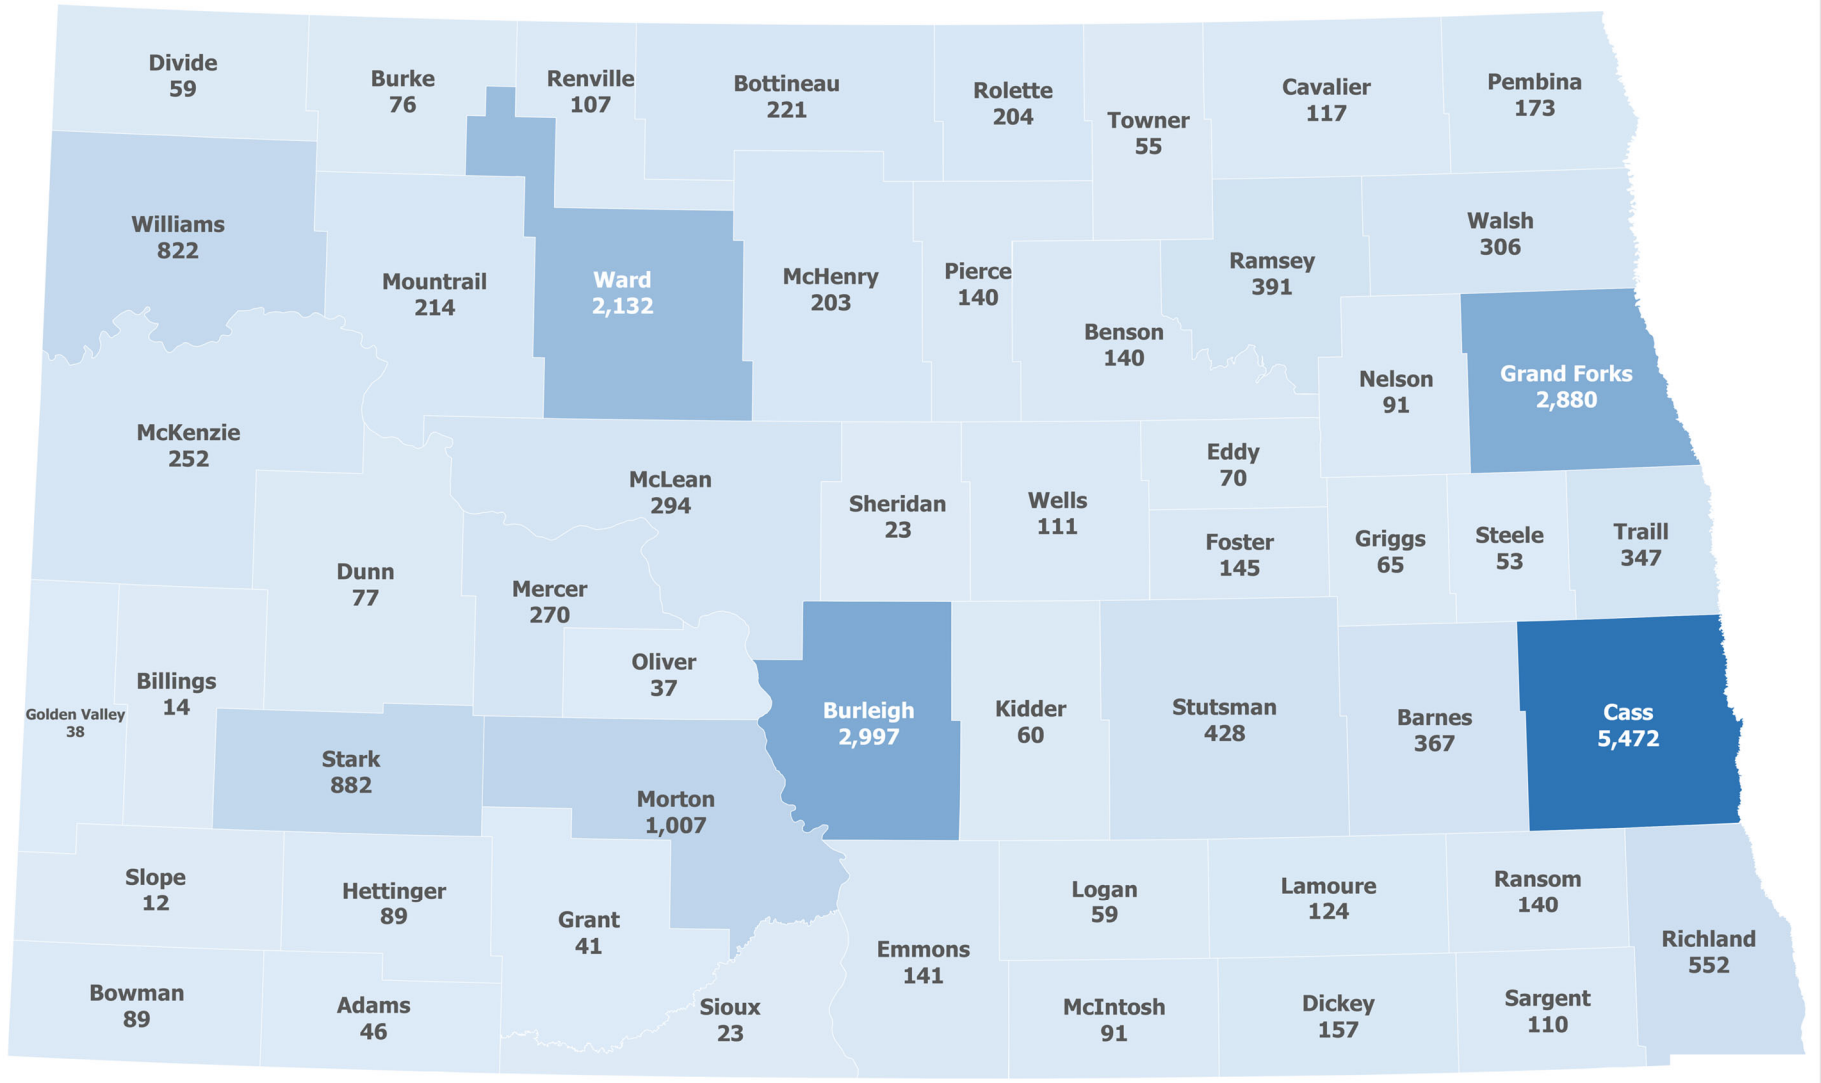 Divide
59
Burke
76
Renville
107
Bottineau
221
Rolette
204
Towner
55
Cavalier
117
Pembina
173
Williams
822
Mountrail
214
Ward
2,132
McHenry
203
Pierce
140
Benson
140
Ramsey
391
Walsh
306
Nelson
91
Grand Forks
2,880
McKenzie
252
McLean
294
Sheridan
23
Wells
111
Eddy
70
Foster
145
Griggs
65
Steele
53
Traill
347
Dunn
77
Mercer
270
Oliver
37
Golden Valley
38
Billings
14
Stark
882
Morton
1,007
Burleigh
2,997
Kidder
60
Stutsman
428
Barnes
367
Cass
5,472
Slope
12
Hettinger
89
Grant
41
Emmons
141
Logan
59
Lamoure
124
Ransom
140
Richland
552
Bowman
89
Adams
46
Sioux
23
McIntosh
91
Dickey
157
Sargent
110